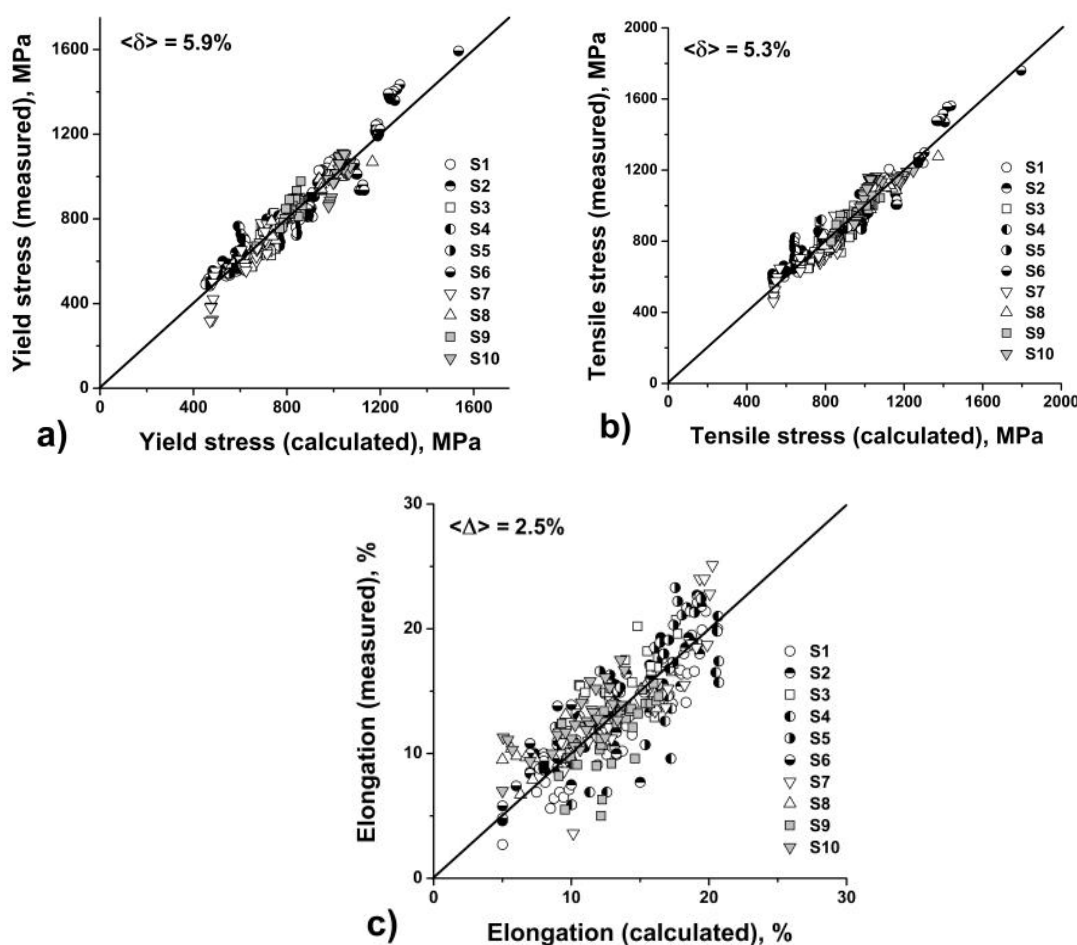 <δ> = 5.9%
Yield stress (measured), MPa
1600
1200
800
400
0
0 400 800 1200 1600
S1
S2
S3
S4
S5
S6
S7
S8
S9
S10
a)
Yield stress (calculated), MPa
<δ> = 5.3%
Tensile stress (measured), MPa
2000
1600
1200
800
400
0
0 400 800 1200 1600 2000
S1
S2
S3
S4
S5
S6
S7
S8
S9
S10
b)
Tensile stress (calculated), MPa
<Δ> = 2.5%
Elongation (measured), %
30
20
10
0
0 10 20 30
S1
S2
S3
S4
S5
S6
S7
S8
S9
S10
c)
Elongation (calculated), %